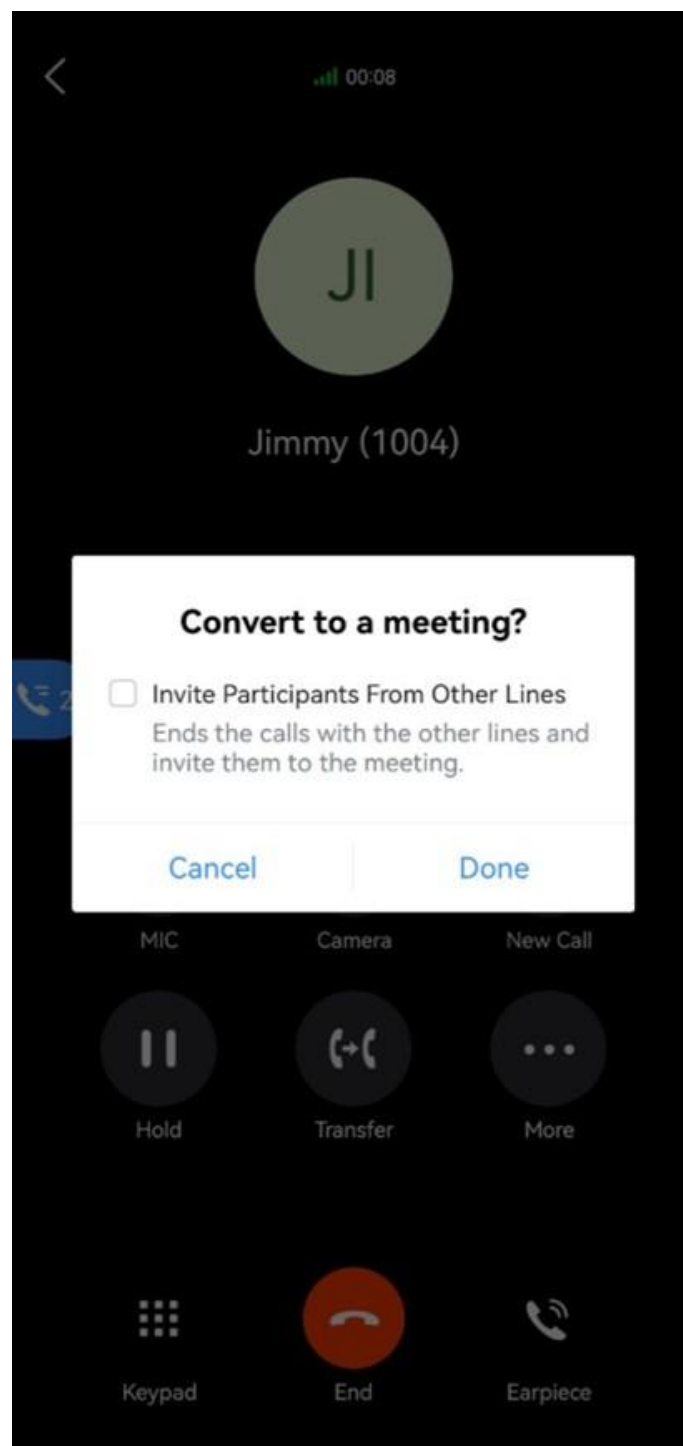 00:08
JI
Jimmy (1004)
Convert to a meeting?
2
Invite Participants From Other Lines
Ends the calls with the other lines and
invite them to the meeting.
Cancel
Done
MIC
Camera
New Call
Hold
Transfer
More
Keypad
End
Earpiece